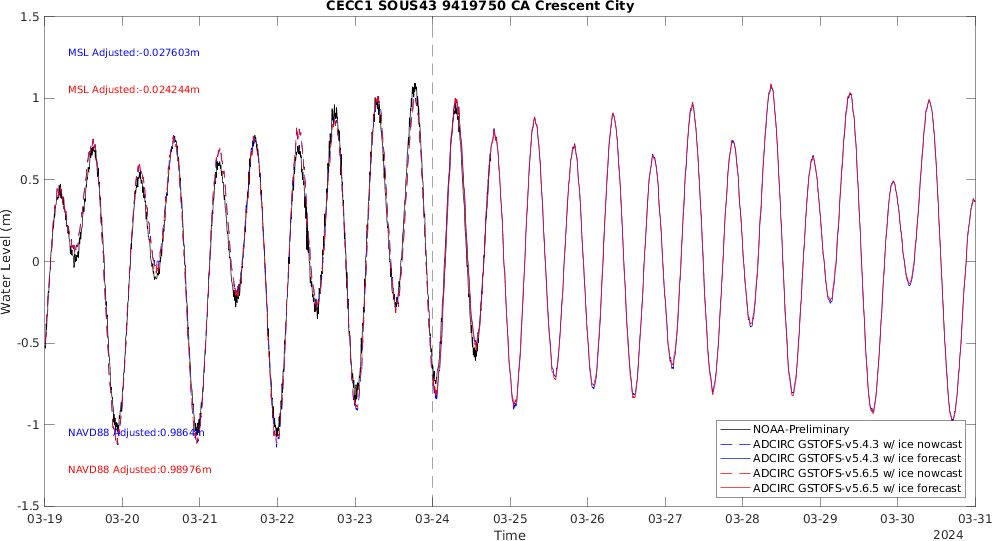 CECC1 SOUS43 9419750 CA Crescent City
1.5
1
0.5
0
-0.5
-1
-1.5
Water Level (m)
MSL Adjusted:-0.027603m
MSL Adjusted:-0.024244m
NAVD88 Adjusted:0.9864m
NAVD88 Adjusted:0.98976m
NOAA-Preliminary
ADCIRC GSTOFS-v5.4.3 w/ ice nowcast
ADCIRC GSTOFS-v5.4.3 w/ ice forecast
ADCIRC GSTOFS-v5.6.5 w/ ice nowcast
ADCIRC GSTOFS-v5.6.5 w/ ice forecast
03-19 03-20 03-21 03-22 03-23 03-24 03-25 03-26 03-27 03-28 03-29 03-30 03-31
Time
2024